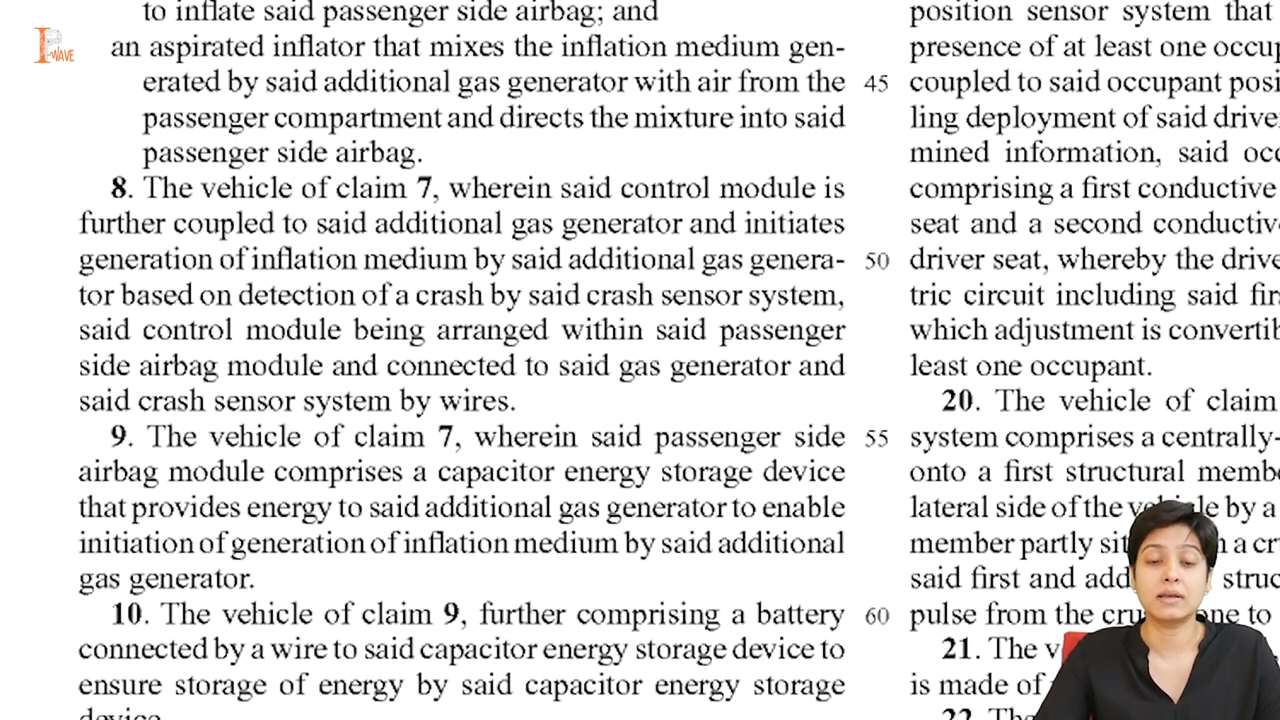 IP WAVE
to inflate said passenger side airbag; and
an aspirated inflator that mixes the inflation medium gen-
erated by said additional gas generator with air from the
passenger compartment and directs the mixture into said
passenger side airbag.
8. The vehicle of claim 7, wherein said control module is
further coupled to said additional gas generator and initiates
generation of inflation medium by said additional gas genera-
tor based on detection of a crash by said crash sensor system,
said control module being arranged within said passenger
side airbag module and connected to said gas generator and
said crash sensor system by wires.
9. The vehicle of claim 7, wherein said passenger side
airbag module comprises a capacitor energy storage device
that provides energy to said additional gas generator to enable
initiation of generation of inflation medium by said additional
gas generator.
10. The vehicle of claim 9, further comprising a battery
connected by a wire to said capacitor energy storage device to
ensure storage of energy by said capacitor energy storage
device
45
50
55
60
position sensor system that
presence of at least one
coupled to said occupant
ling deployment of said
mined information, said
comprising a first conductive
seat and a second
driver seat, whereby the
tric circuit including said
which adjustment is
least one occupant.
20. The vehicle of claim
system comprises a centrally-
onto a first structural
lateral side of the by a
member partly a
said first and
pulse from the to
21. The
is made of
22. The